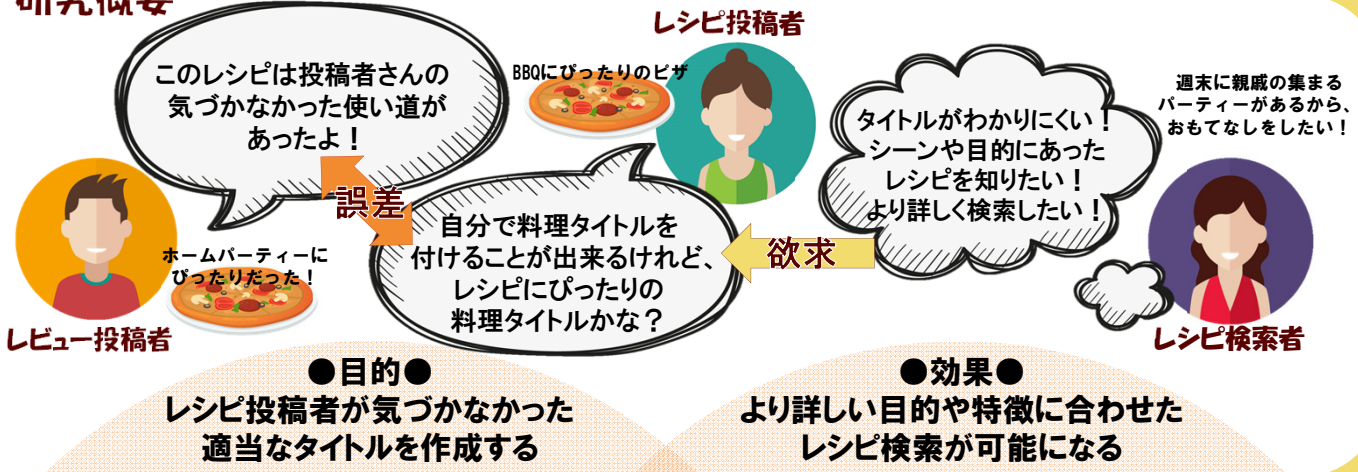 研究概要
レシピ投稿者
このレシピは投稿者さんの
気づかなかった使い道が
あったよ！
BBQにぴったりのピザ
タイトルがわかりにくい！
シーンや目的にあった
レシピを知りたい！
より詳しく検索したい！
週末に親戚の集まる
パーティーがあるから、
おもてなしをしたい！
誤差
自分で料理タイトルを
付けることが出来るけれど、
レシピにぴったりの
料理タイトルかな？
欲求
ホームパーティーに
ぴったりだった！
レビュー投稿者
レシピ検索者
●目的●
レシピ投稿者が気づかなかった
適当なタイトルを作成する
●効果●
より詳しい目的や特徴に合わせた
レシピ検索が可能になる